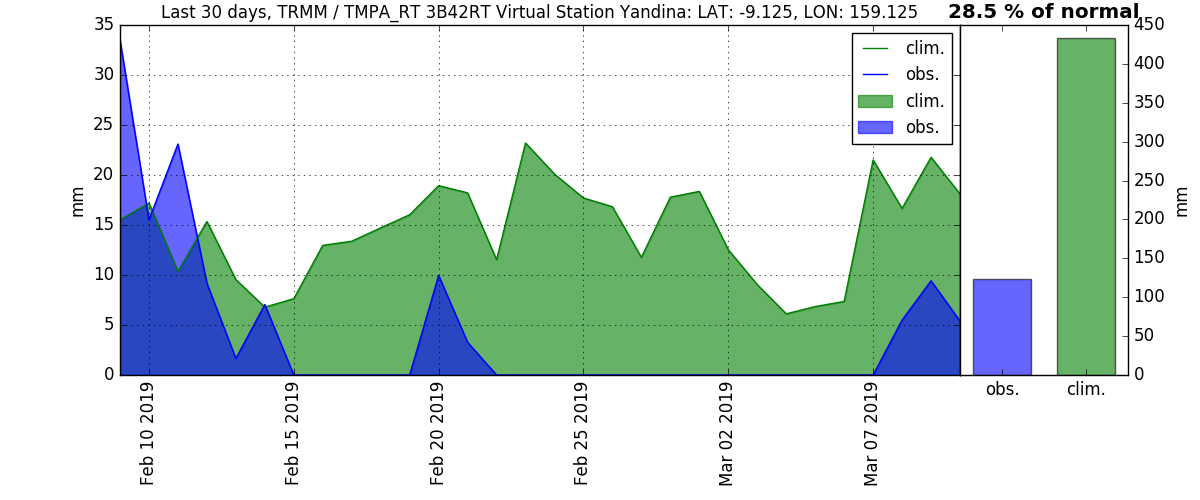 Last 30 days, TRMM / TMPA_RT 3B42RT Virtual Station Yandina: LAT: -9.125, LON: 159.125
28.5 % of normal
35
30
25
20
15
10
5
0
mm
clim.
obs.
clim.
obs.
450
400
350
300
250
200
150
100
50
0
mm
Feb 10 2019
Feb 15 2019
Feb 20 2019
Feb 25 2019
Mar 02 2019
Mar 07 2019
obs.
clim.